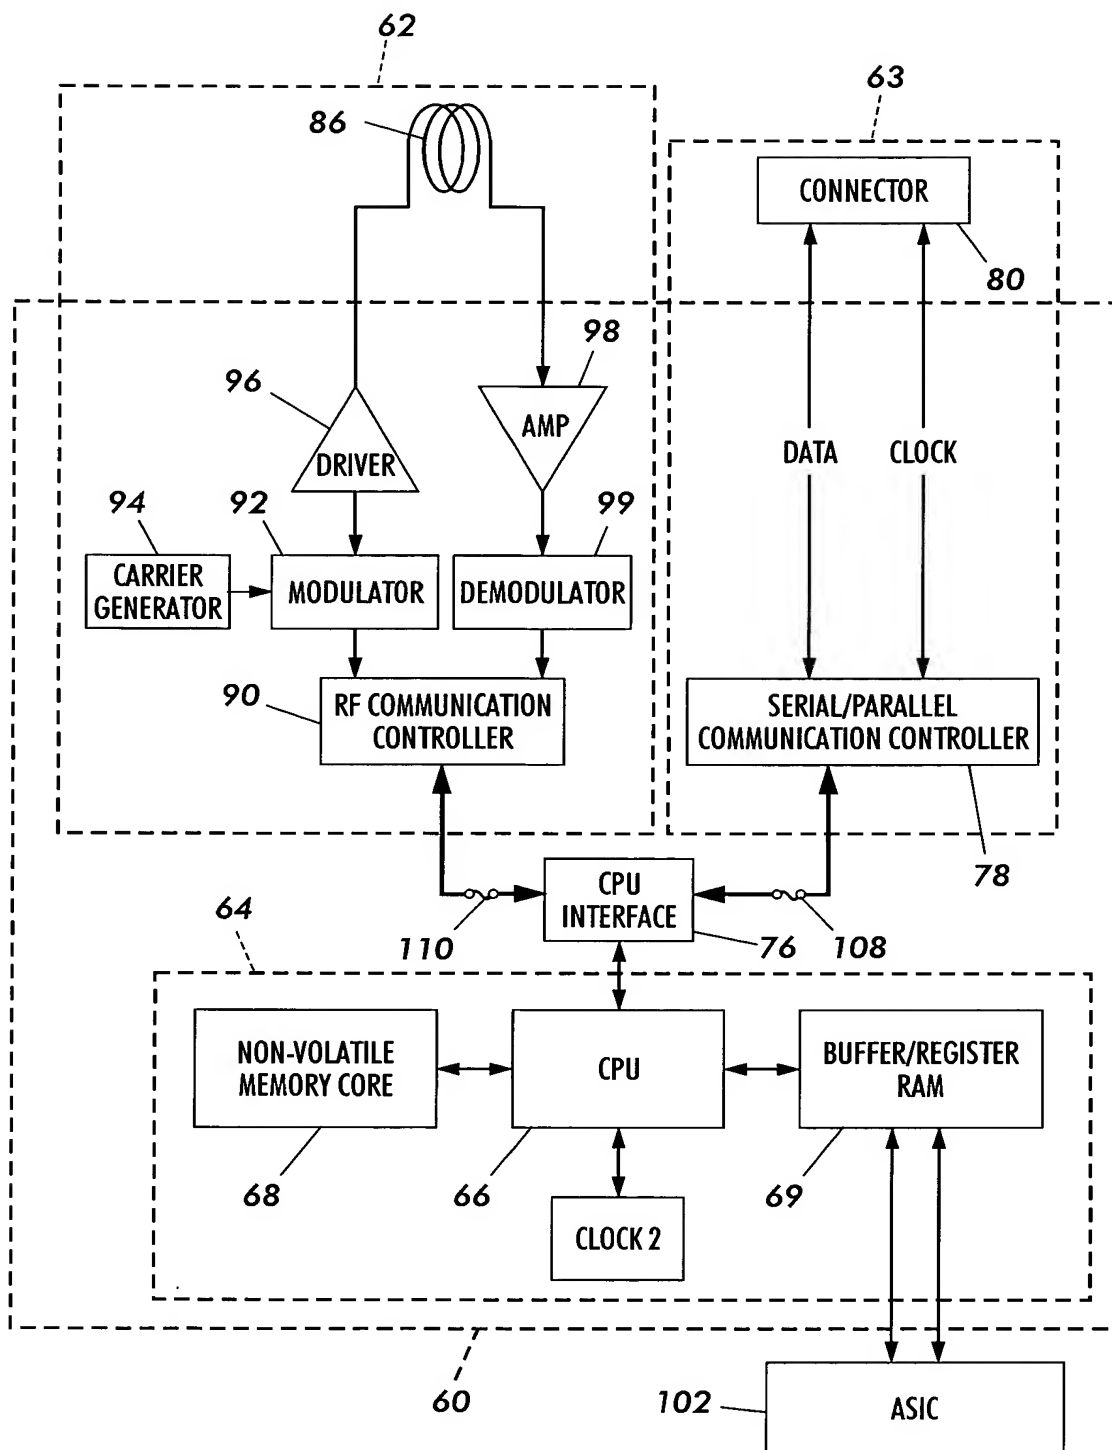 62
63
86
CONNECTOR
80
98
96
AMP
DRIVER
DATA
CLOCK
94
92
99
CARRIER
GENERATOR
MODULATOR
DEMODULATOR
90
RF COMMUNICATION
CONTROLLER
SERIAL/PARALLEL
COMMUNICATION CONTROLLER
78
CPU
INTERFACE
64
110
76
108
NON-VOLATILE
MEMORY CORE
CPU
BUFFER/REGISTER
RAM
68
66
69
CLOCK 2
60
102
ASIC